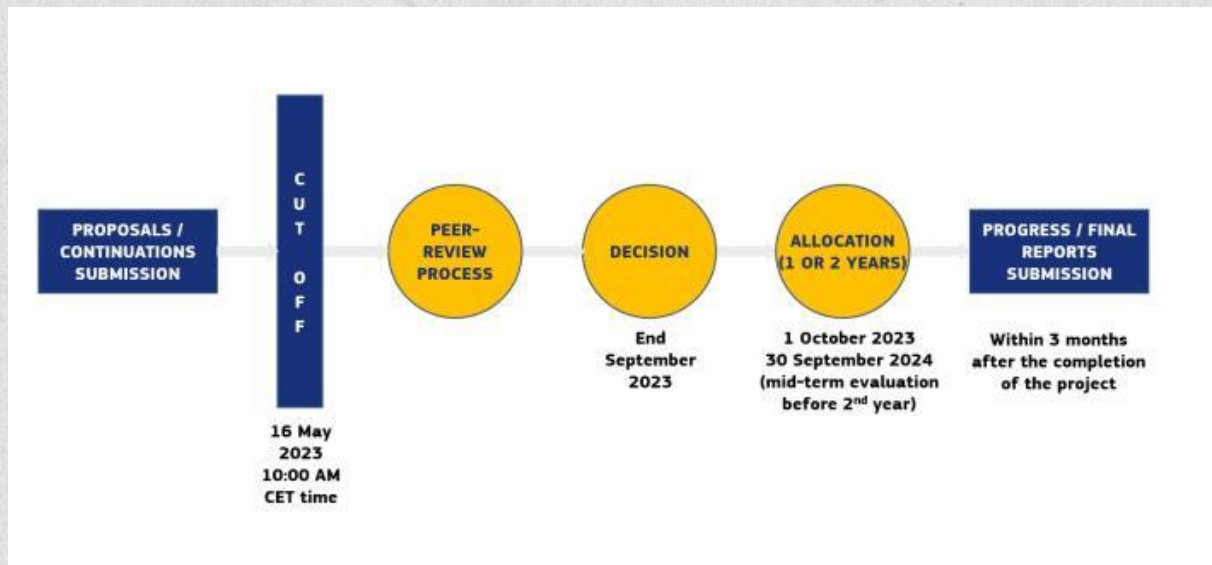 PROPOSALS /
CONTINUATIONS
SUBMISSION
C
U
T
O
F
F
16 May
2023
10:00 AM
CET time
PEER-
REVIEW
PROCESS
DECISION
End
September
2023
ALLOCATION
(1 OR 2 YEARS)
1 October 2023
30 September 2024
(mid-term evaluation
before 2nd year)
PROGRESS / FINAL
REPORTS
SUBMISSION
Within 3 months
after the completion
of the project